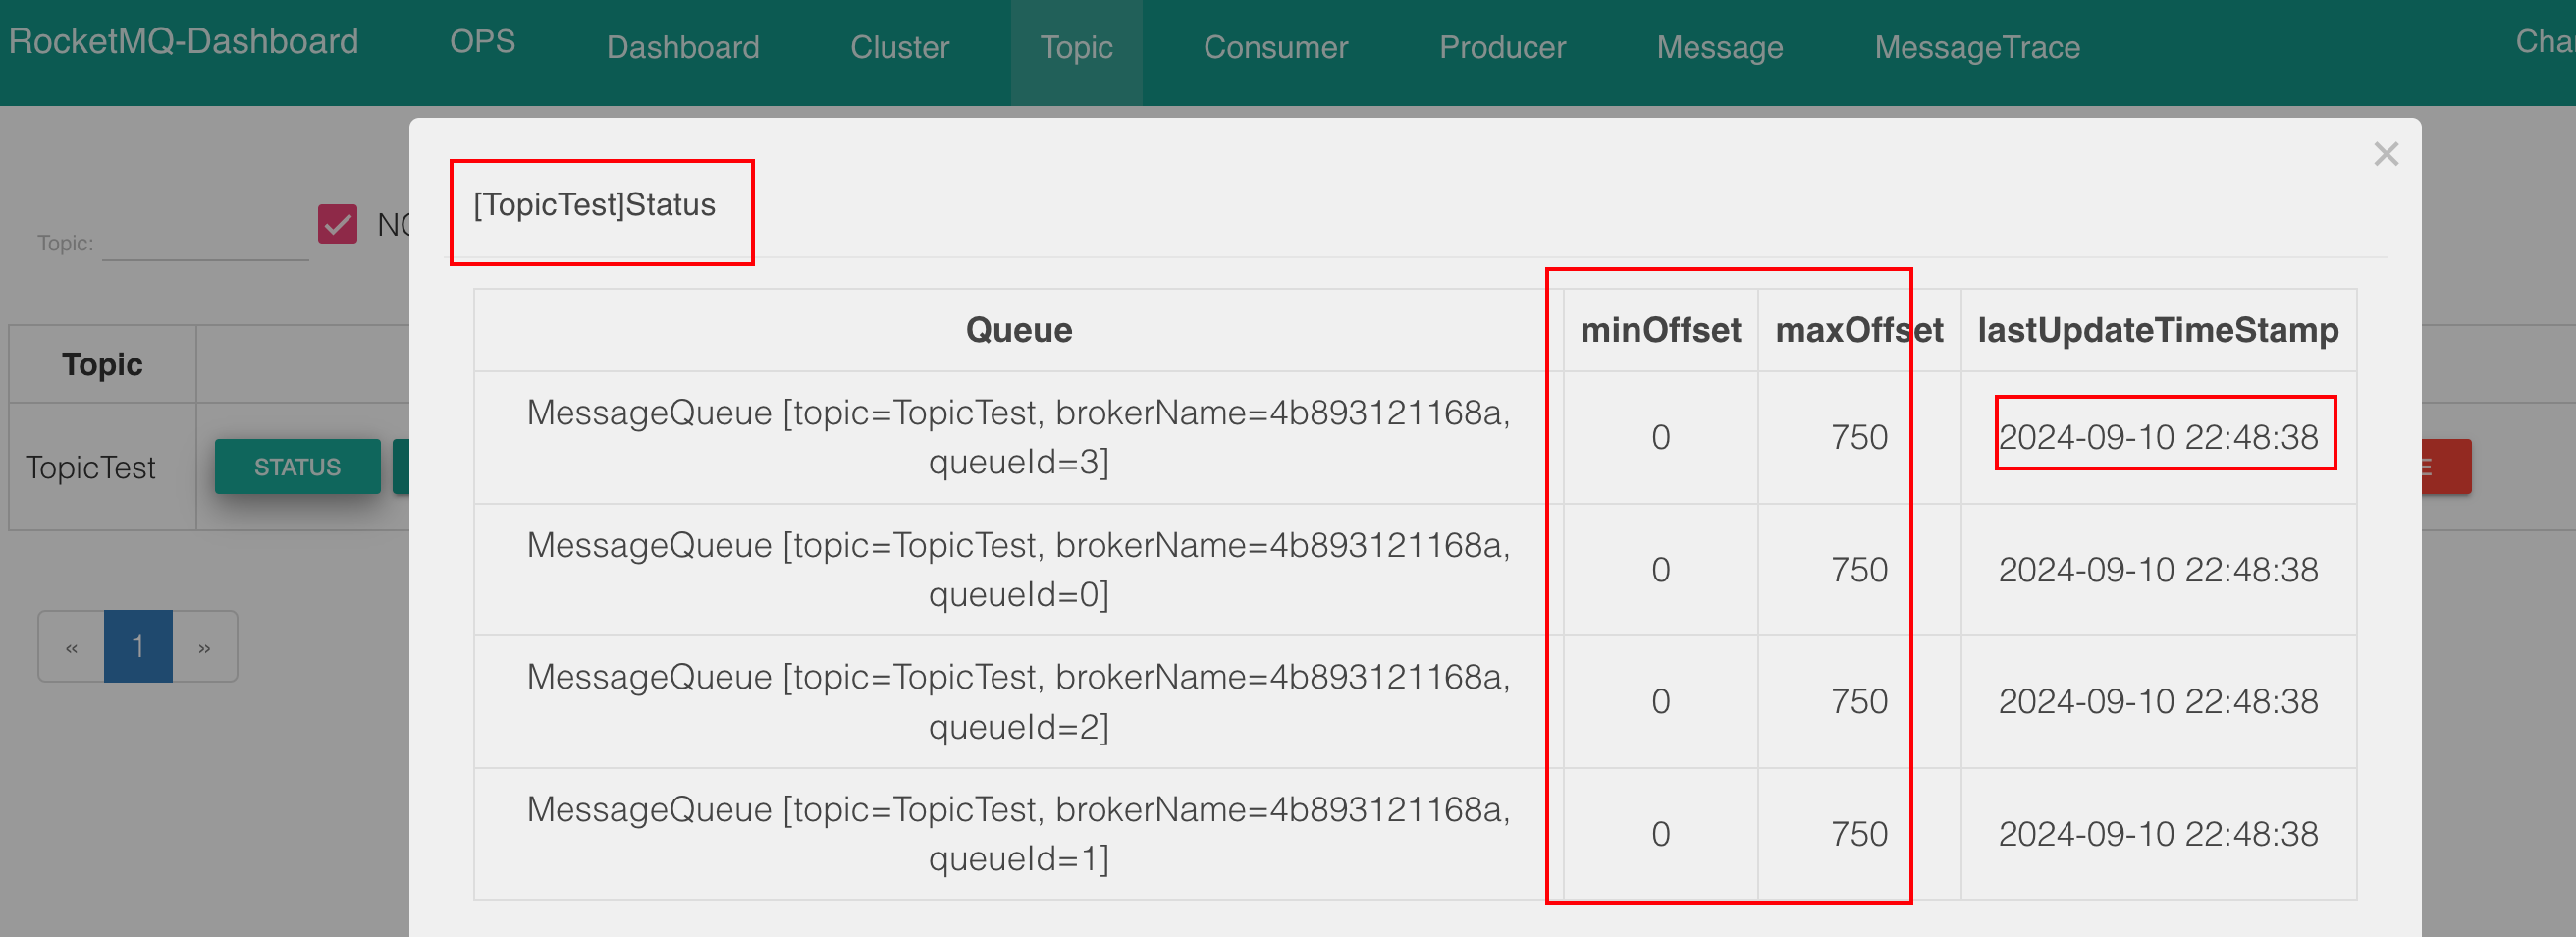 RocketMQ-Dashboard OPS Dashboard Cluster Topic Consumer Producer Message MessageTrace
[TopicTest]Status
Topic:
Queue minOffset maxOffset lastUpdateTimeStamp
Topic
MessageQueue [topic=TopicTest, brokerName=4b893121168a,
queueId=3]
0 750 2024-09-10 22:48:38
TopicTest STATUS
MessageQueue [topic=TopicTest, brokerName=4b893121168a,
queueId=0]
0 750 2024-09-10 22:48:38
« 1 »
MessageQueue [topic=TopicTest, brokerName=4b893121168a,
queueId=2]
0 750 2024-09-10 22:48:38
MessageQueue [topic=TopicTest, brokerName=4b893121168a,
queueId=1]
0 750 2024-09-10 22:48:38